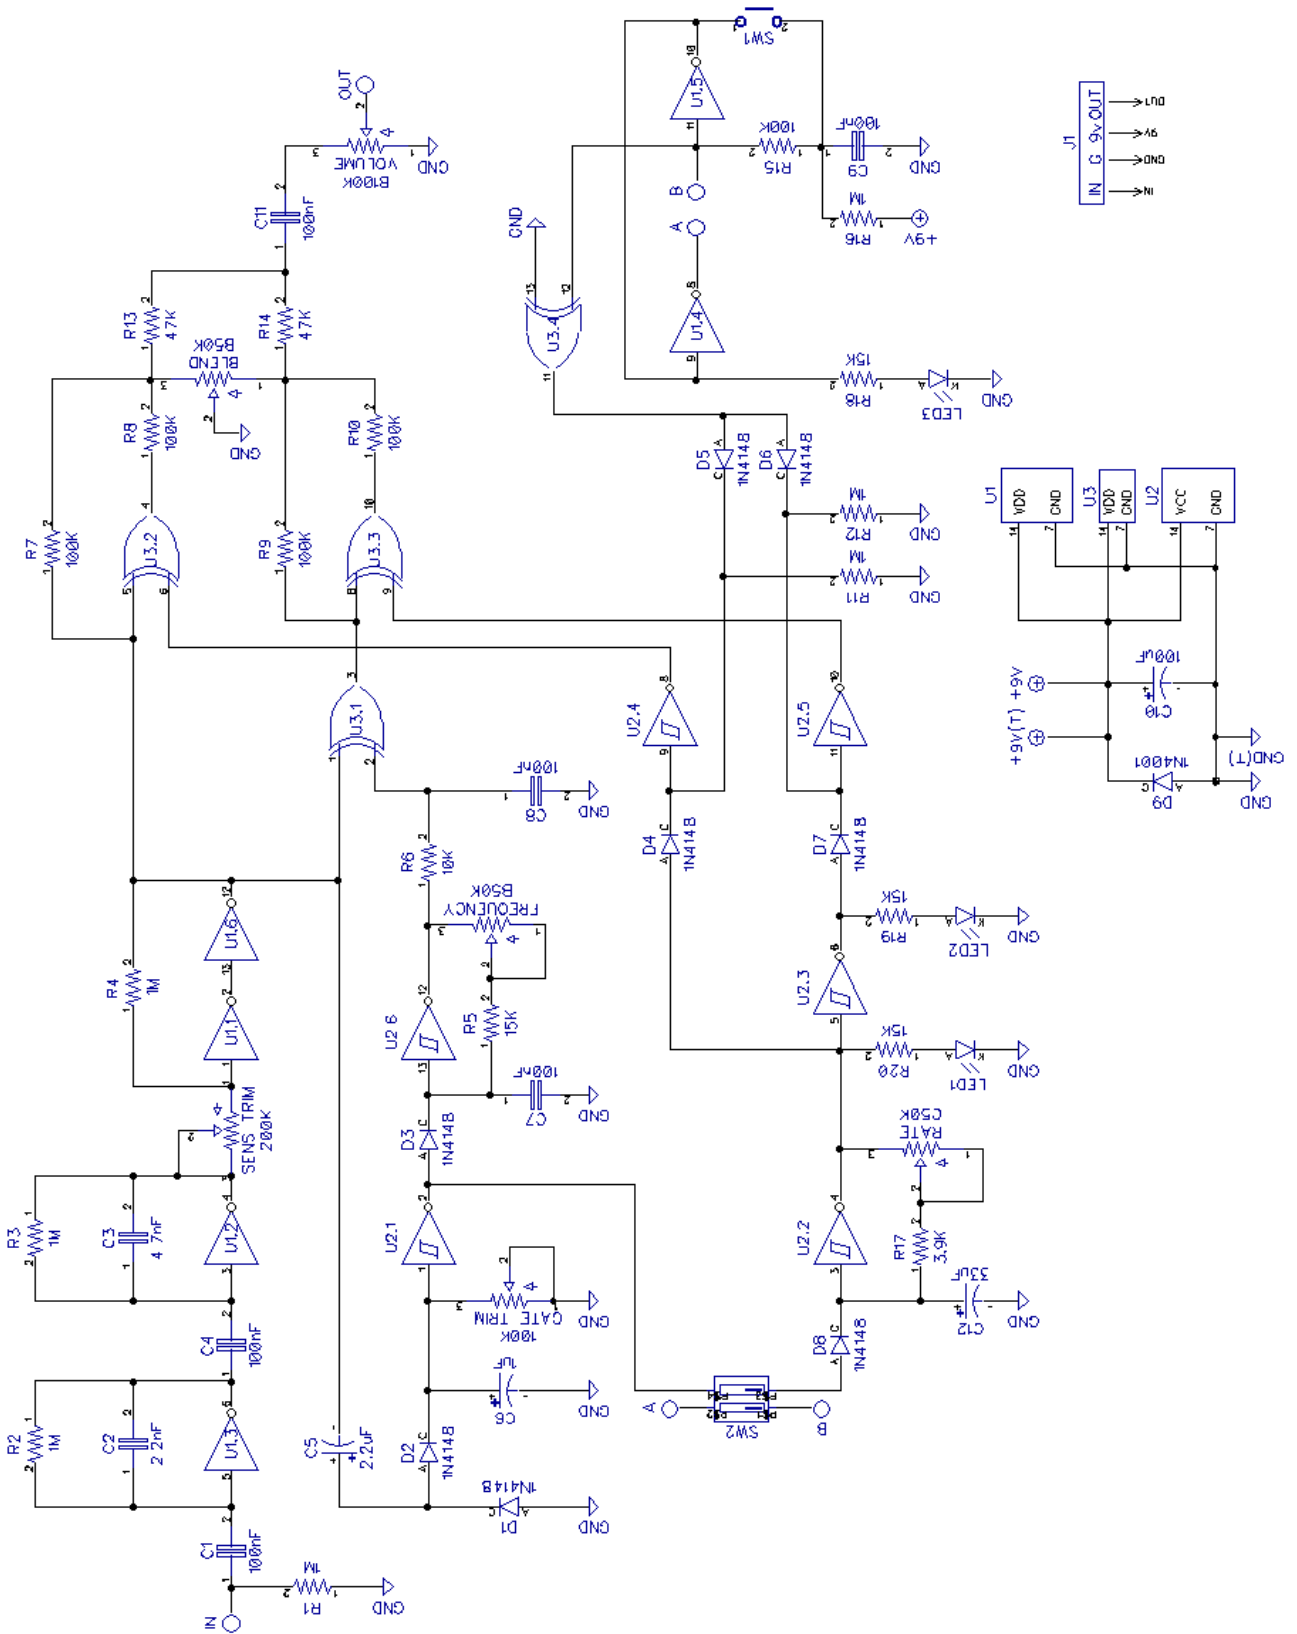 IN
R1
1M
GND
C1
100nF
R2
1M
C2
2 2nF
U1.3
C4
100nF
R3
1M
C3
4 7nF
U1.2
SENS TRIM
200K
R4
1M
U1.1
U1.6
C5
2.2uF
D1
1N4148
GND
D2
1N4148
C6
1uF
GND
GATE TRIM
100K
GND
U2.1
D3
1N4148
C7
100nF
GND
R5
15K
U2 6
FREQUENCY
B50K
R6
10K
C8
100nF
GND
U3.1
R7
100K
U3.2
R8
100K
R9
100K
U3.3
R10
100K
BLEND
B50K
GND
R13
47K
R14
47K
C11
100nF
VOLUME
B100K
GND
OUT
A
B
SW2
D8
1N4148
C12
33uF
GND
R17
3.9K
RATE
C50K
U2.2
R20
15K
LED1
GND
U2.3
R19
15K
LED2
GND
D4
1N4148
D7
1N4148
U2.4
U2.5
R11
1M
GND
R12
1M
GND
D5
1N4148
D6
1N4148
U3.4
GND
R18
15K
LED3
GND
U1.4
A
B
R16
1M
+9V
R15
100K
C9
100nF
GND
U1.5
SW1
J1
IN G 9v OUT
IN
GND
9V
OUT
U1
VDD
GND
U3
VDD
GND
U2
VCC
GND
+9V(T) +9V
C10
100uF
D9
1N4001
GND
GND(T)